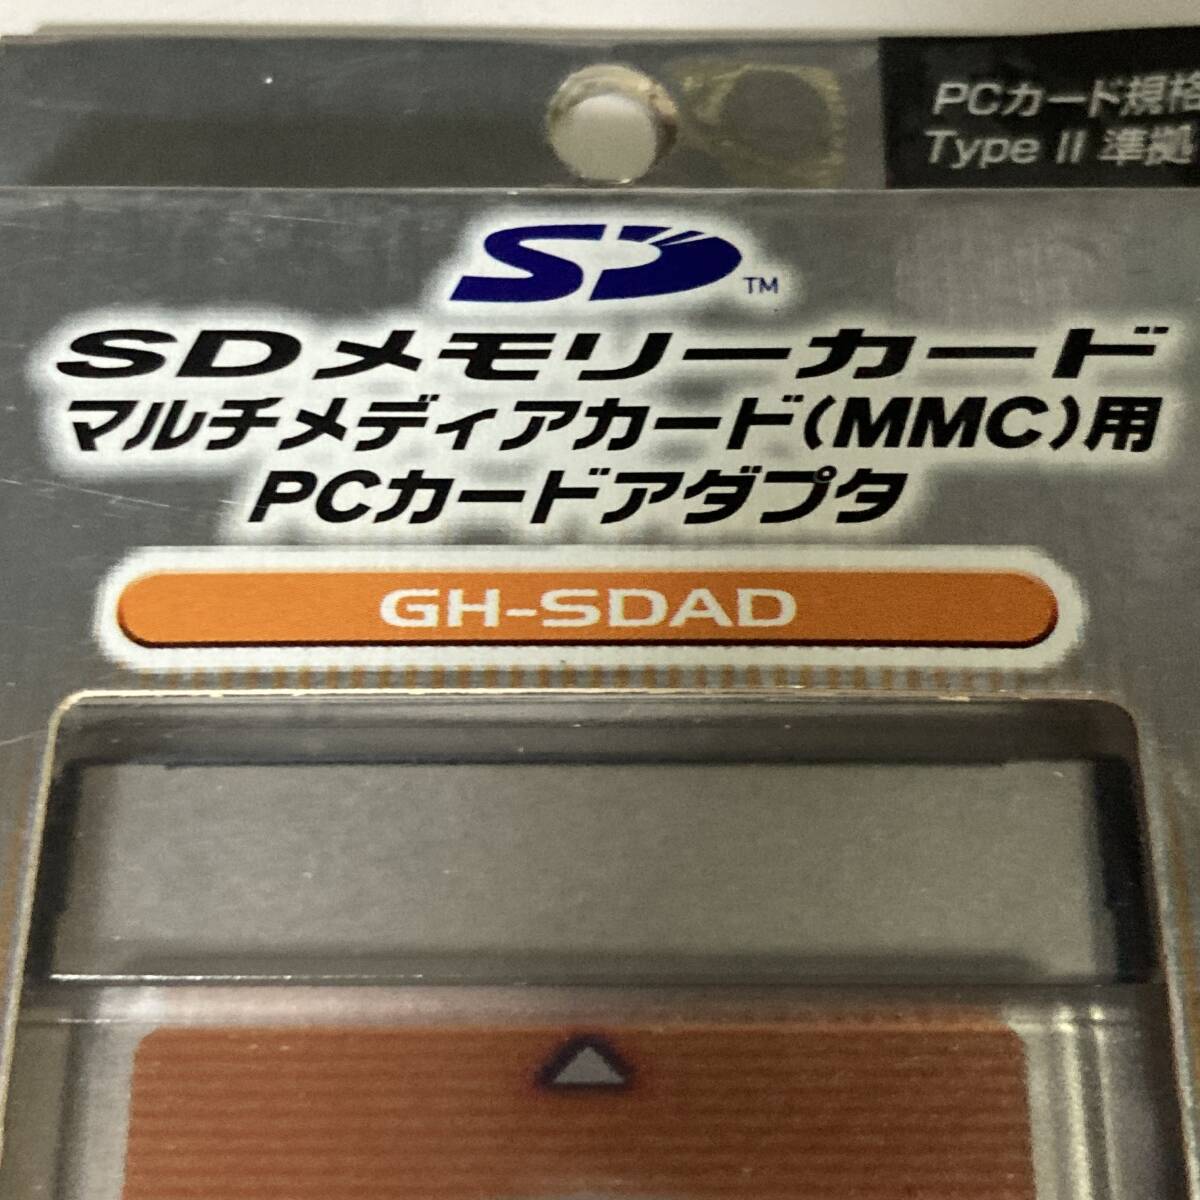 PCカード規格
Type II 準拠
SD™
SDメモリーカード
マルチメディアカード(MMC)用
PCカードアダプタ
GH-SDAD